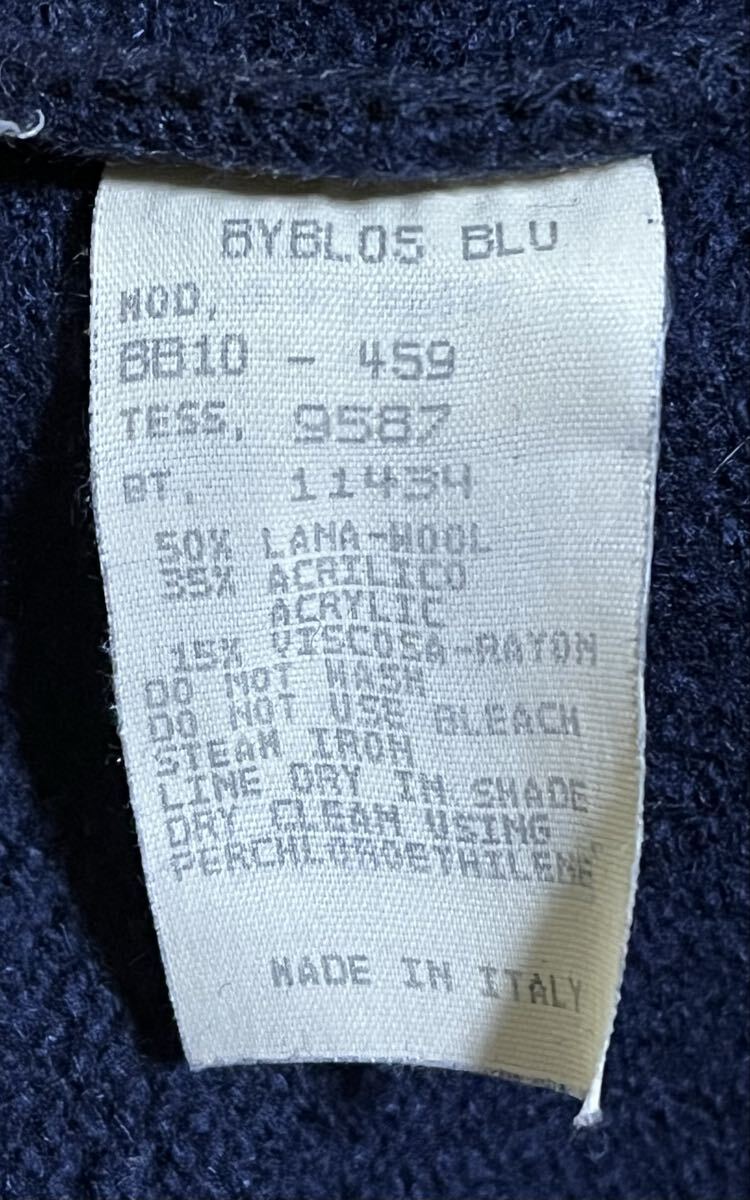 BYBLOS BLU
MOD.
BB10 - 459
TESS. 9587
BT. 11434
50% LANA-WOOL
35% ACRILICO
ACRYLIC
15% VISCOSA-RAYON
DO NOT WASH
DO NOT USE BLEACH
STEAM IRON
LINE DRY IN SHADE
DRY CLEAN USING
PERCHLOROETHILENE
MADE IN ITALY